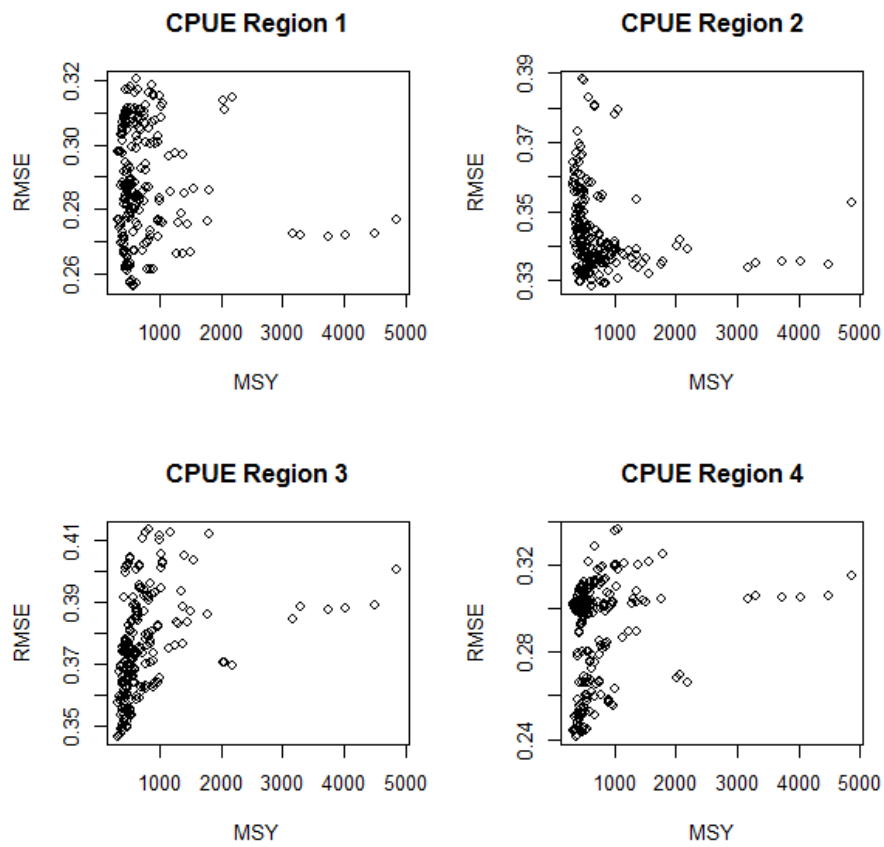 CPUE Region 1
RMSE
0.32
0.30
0.28
0.26
1000 2000 3000 4000 5000
MSY
CPUE Region 2
RMSE
0.39
0.37
0.35
0.33
1000 2000 3000 4000 5000
MSY
CPUE Region 3
RMSE
0.41
0.39
0.37
0.35
1000 2000 3000 4000 5000
MSY
CPUE Region 4
RMSE
0.32
0.28
0.24
1000 2000 3000 4000 5000
MSY